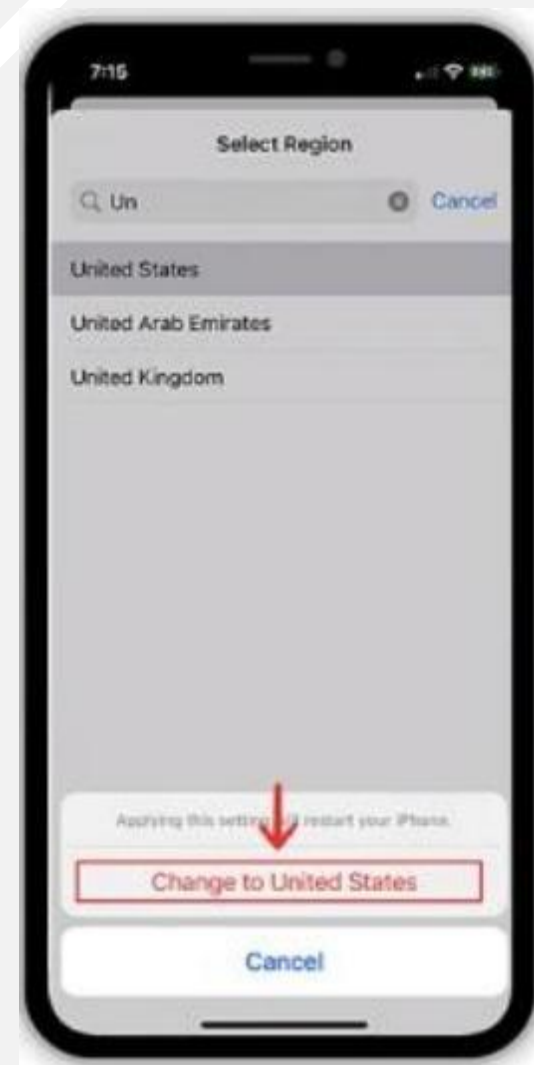 7:15
Select Region
Un
Cancel
United States
United Arab Emirates
United Kingdom
Applying this setting will restart your iPhone.
Change to United States
Cancel